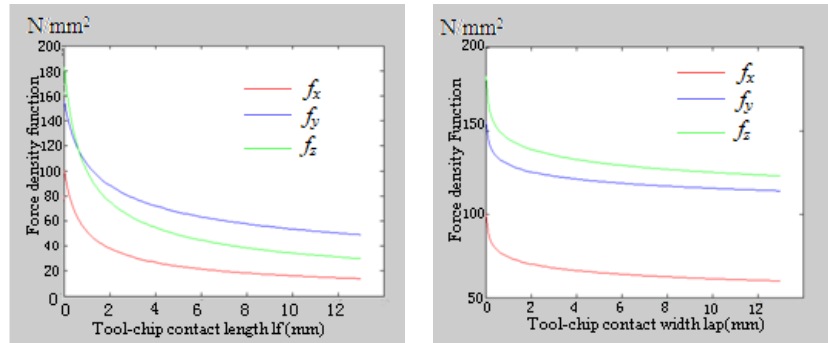 N/mm²
200
180
160
140
120
100
80
60
40
20
0
Force density function
fx
fy
fz
0 2 4 6 8 10 12
Tool-chip contact length lf(mm)
N/mm²
200
150
100
50
Force density Function
fx
fy
fz
0 2 4 6 8 10 12
Tool-chip contact width lap(mm)